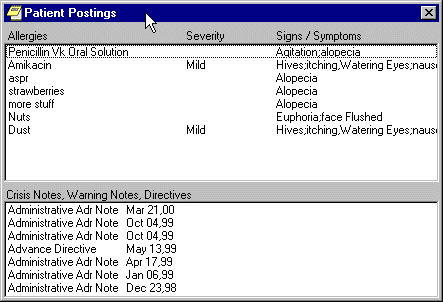 Patient Postings
Allergies Severity Signs / Symptoms
Penicillin Vk Oral Solution Agitation;alopecia
Amikacin Mild Hives;itching,Watering Eyes;nause
aspr Alopecia
strawberries Alopecia
more stuff Alopecia
Nuts Euphoria;face Flushed
Dust Mild Hives;itching,Watering Eyes;nause
Crisis Notes, Warning Notes, Directives
Administrative Adr Note Mar 21,00
Administrative Adr Note Oct 04,99
Administrative Adr Note Oct 04,99
Advance Directive May 13,99
Administrative Adr Note Apr 17,99
Administrative Adr Note Jan 06,99
Administrative Adr Note Dec 23,98